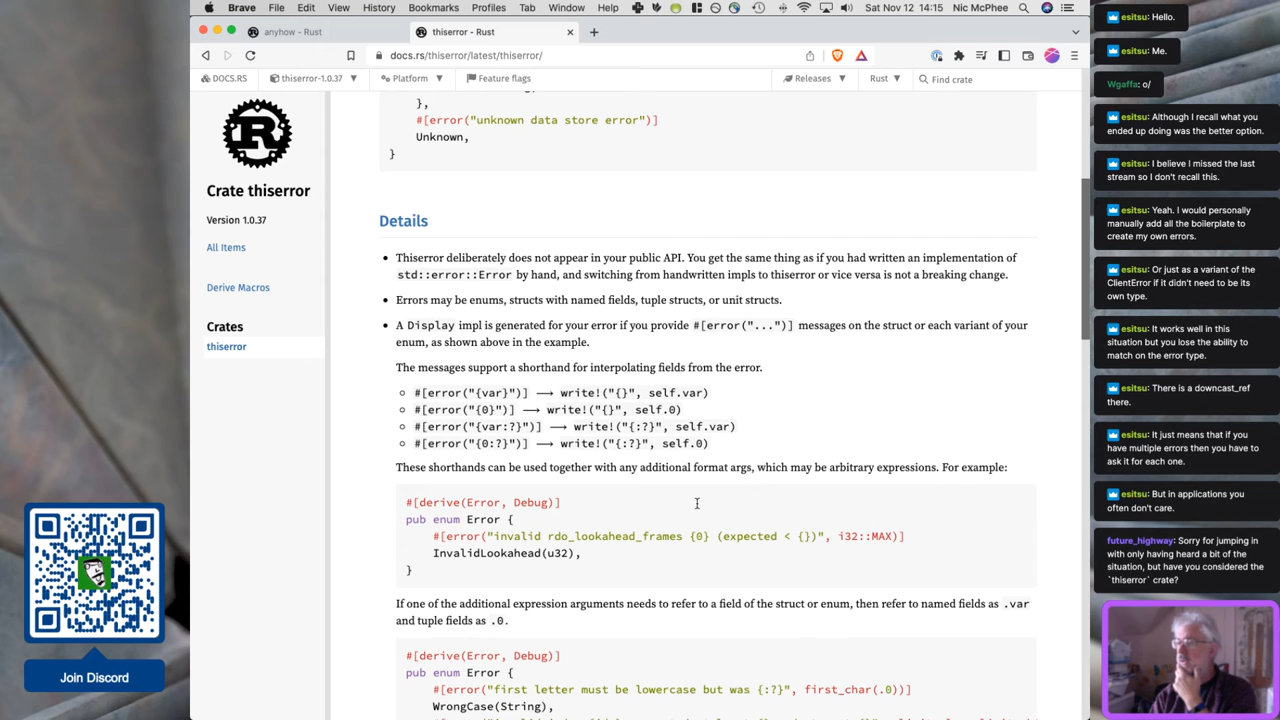 Brave File Edit View History Bookmarks Profiles Tab Window Help Sat Nov 12 14:15 Nic McPhee
anyhow - Rust
thiserror - Rust
docs.rs/thiserror/latest/thiserror/
DOCS.RS thiserror-1.0.37 Platform Feature flags Releases Rust Find crate
Crate thiserror
Version 1.0.37
All Items
Derive Macros
Crates
thiserror
},
#[error("unknown data store error")]
Unknown,
}
Details
Thiserror deliberately does not appear in your public API. You get the same thing as if you had written an implementation of
std::error::Error by hand, and switching from handwritten impls to thiserror or vice versa is not a breaking change.
Errors may be enums, structs with named fields, tuple structs, or unit structs.
A Display impl is generated for your error if you provide #[error("...")] messages on the struct or each variant of your
enum, as shown above in the example.
The messages support a shorthand for interpolating fields from the error.
#[error("{var}")] ⟶ write!("{}", self.var)
#[error("{0}")] ⟶ write!("{}", self.0)
#[error("{var:?}")] ⟶ write!("{:?}", self.var)
#[error("{0:?}")] ⟶ write!("{:?}", self.0)
These shorthands can be used together with any additional format args, which may be arbitrary expressions. For example:
#[derive(Error, Debug)]
pub enum Error {
#[error("invalid rdo_lookahead_frames {0} (expected < {})", i32::MAX)]
InvalidLookahead(u32),
}
If one of the additional expression arguments needs to refer to a field of the struct or enum, then refer to named fields as .var
and tuple fields as .0.
#[derive(Error, Debug)]
pub enum Error {
#[error("first letter must be lowercase but was {:?}", first_char(.0))]
WrongCase(String),
esitsu: Hello.
esitsu: Me.
Wgaffa: o/
esitsu: Although I recall what you
ended up doing was the better option.
esitsu: I believe I missed the last
stream so I don't recall this.
esitsu: Yeah. I would personally
manually add all the boilerplate to
create my own errors.
esitsu: Or just as a variant of the
ClientError if it didn't need to be its
own type.
esitsu: It works well in this
situation but you lose the ability to
match on the error type.
esitsu: There is a downcast_ref
there.
esitsu: It just means that if you
have multiple errors then you have to
ask it for each one.
esitsu: But in applications you
often don't care.
future_highway: Sorry for jumping in
with only having heard a bit of the
situation, but have you considered the
`thiserror` crate?
Join Discord